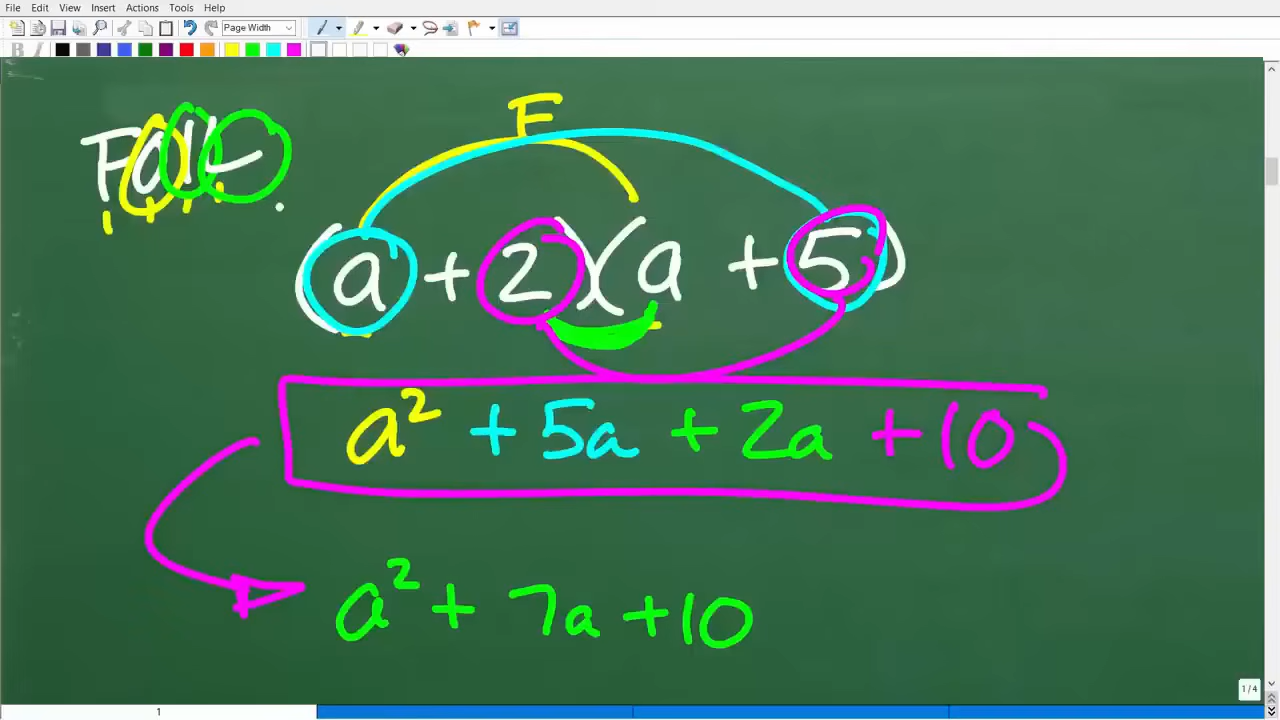 File Edit View Insert Actions Tools Help
Page Width
B I
F
FOIL
(a + 2)(a + 5)
a² + 5a + 2a + 10
a² + 7a + 10
1/4
1